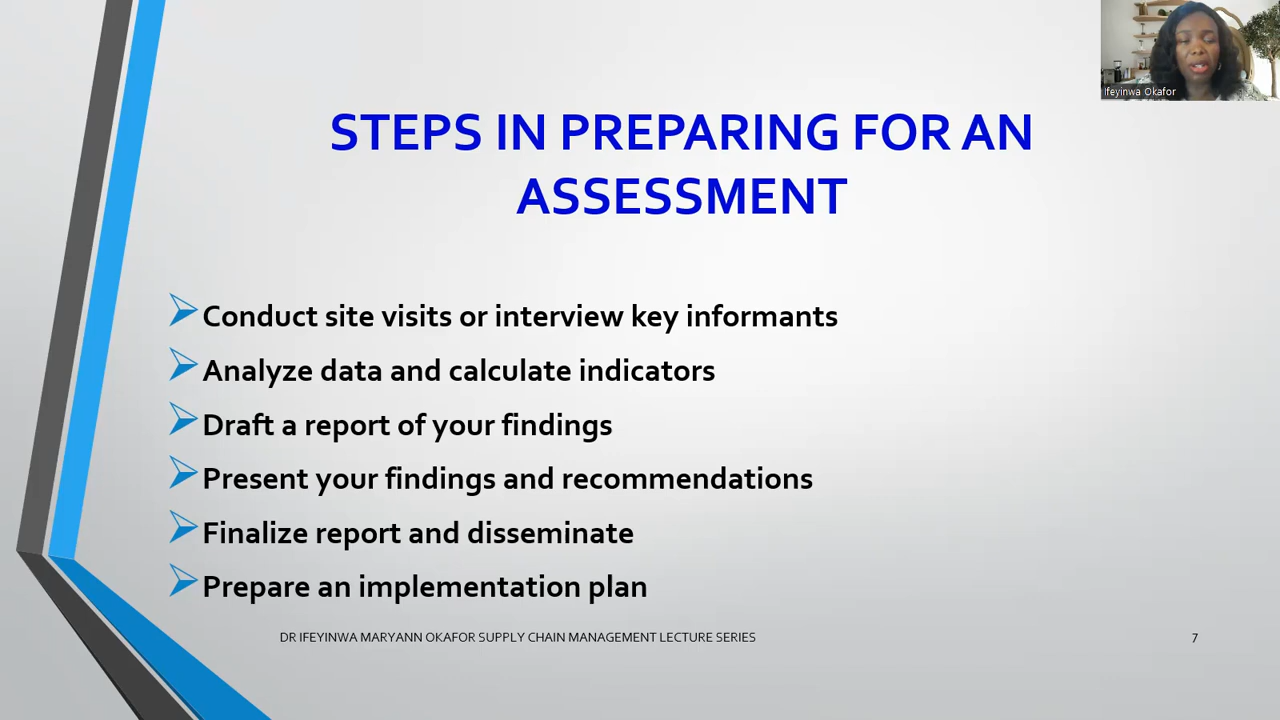 Ifeyinwa Okafor
STEPS IN PREPARING FOR AN
ASSESSMENT
Conduct site visits or interview key informants
Analyze data and calculate indicators
Draft a report of your findings
Present your findings and recommendations
Finalize report and disseminate
Prepare an implementation plan
DR IFEYINWA MARYANN OKAFOR SUPPLY CHAIN MANAGEMENT LECTURE SERIES
7